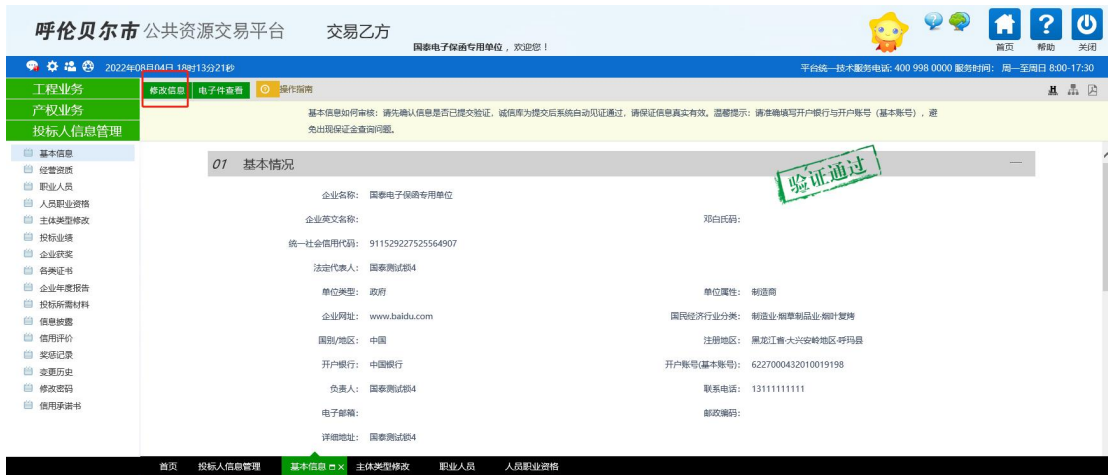 呼伦贝尔市 公共资源交易平台 交易乙方
国泰电子保函专用单位，欢迎您！
首页 帮助 关闭
2022年08月04日 18时13分21秒
平台统一技术服务电话: 400 998 0000 服务时间：周一至周日 8:00-17:30
工程业务
产权业务
投标人信息管理
修改信息 电子件查看 操作指南
基本信息如何审核：请先确认信息是否已提交验证，诚信库为提交后系统自动见证通过，请保证信息真实有效。温馨提示：请准确填写开户银行与开户账号（基本账号），避
免出现保证金查询问题。
基本信息
经营资质
职业人员
人员职业资格
主体类型修改
投标业绩
企业获奖
各类证书
企业年度报告
投标所需材料
信息披露
信用评价
奖惩记录
变更历史
修改密码
信用承诺书
01 基本情况
验证通过
企业名称： 国泰电子保函专用单位
企业英文名称： 邓白氏码：
统一社会信用代码： 911529227525564907
法定代表人： 国泰测试锁4
单位类型： 政府 单位属性： 制造商
企业网址： www.baidu.com 国民经济行业分类： 制造业·烟草制品业·烟叶复烤
国别/地区： 中国 注册地区： 黑龙江省·大兴安岭地区·呼玛县
开户银行： 中国银行 开户账号(基本账号)： 6227000432010019198
负责人： 国泰测试锁4 联系电话： 13111111111
电子邮箱： 邮政编码：
详细地址： 国泰测试锁4
首页 投标人信息管理 基本信息 主体类型修改 职业人员 人员职业资格